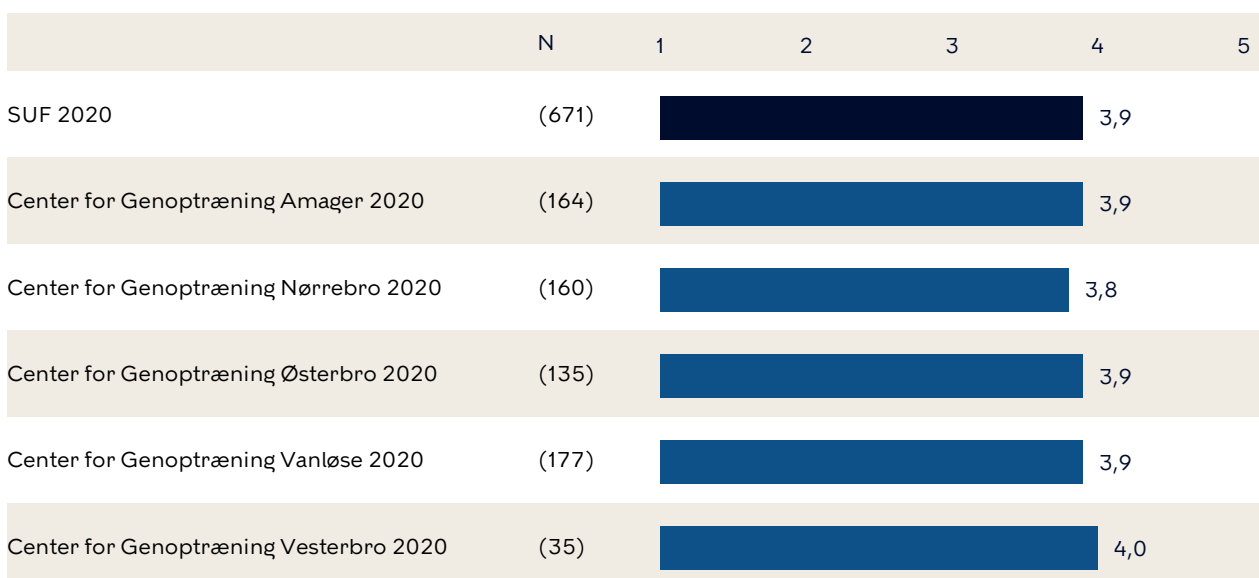 N 1 2 3 4 5
SUF 2020 (671) 3,9
Center for Genoptræning Amager 2020 (164) 3,9
Center for Genoptræning Nørrebro 2020 (160) 3,8
Center for Genoptræning Østerbro 2020 (135) 3,9
Center for Genoptræning Vanløse 2020 (177) 3,9
Center for Genoptræning Vesterbro 2020 (35) 4,0